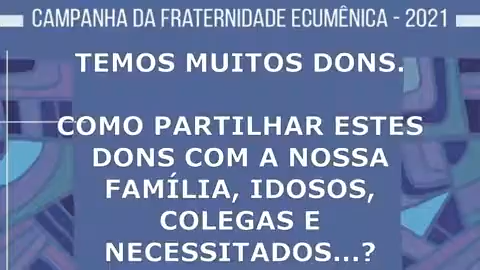 CAMPANHA DA FRATERNIDADE ECUMÊNICA - 2021
TEMOS MUITOS DONS.
COMO PARTILHAR ESTES
DONS COM A NOSSA
FAMÍLIA, IDOSOS,
COLEGAS E
NECESSITADOS...?